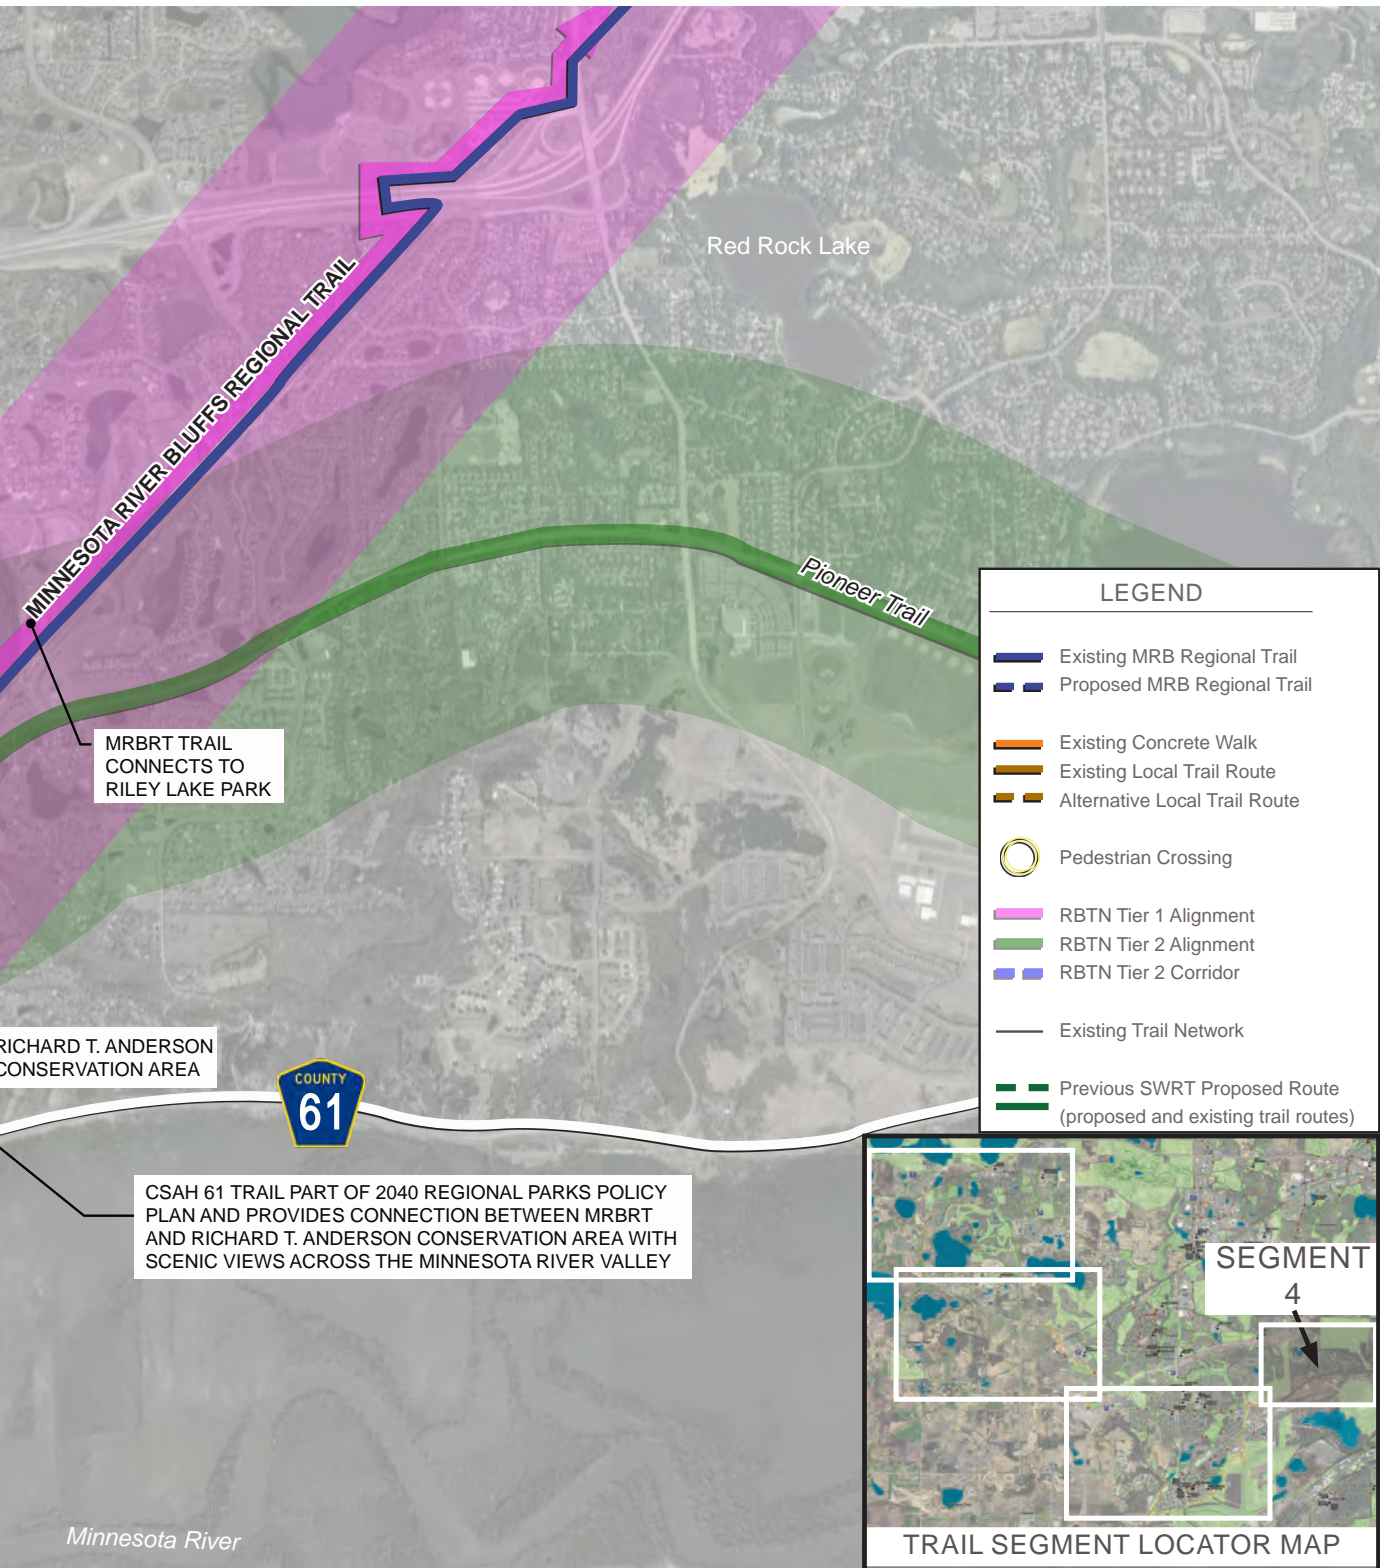 Red Rock Lake
MINNESOTA RIVER BLUFFS REGIONAL TRAIL
Pioneer Trail
MRBRT TRAIL
CONNECTS TO
RILEY LAKE PARK
LEGEND
Existing MRB Regional Trail
Proposed MRB Regional Trail
Existing Concrete Walk
Existing Local Trail Route
Alternative Local Trail Route
Pedestrian Crossing
RBTN Tier 1 Alignment
RBTN Tier 2 Alignment
RBTN Tier 2 Corridor
Existing Trail Network
Previous SWRT Proposed Route
(proposed and existing trail routes)
RICHARD T. ANDERSON
CONSERVATION AREA
COUNTY
61
CSAH 61 TRAIL PART OF 2040 REGIONAL PARKS POLICY
PLAN AND PROVIDES CONNECTION BETWEEN MRBRT
AND RICHARD T. ANDERSON CONSERVATION AREA WITH
SCENIC VIEWS ACROSS THE MINNESOTA RIVER VALLEY
SEGMENT
4
Minnesota River
TRAIL SEGMENT LOCATOR MAP